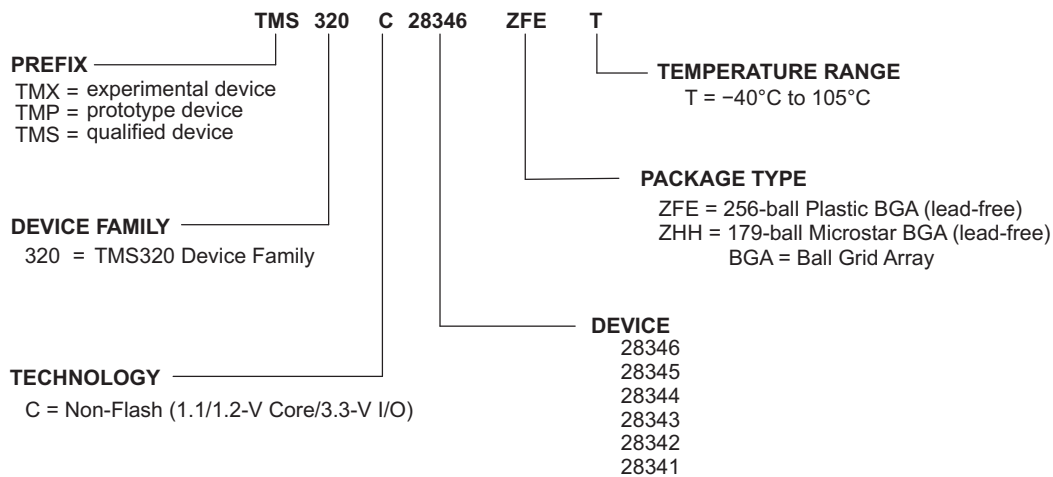 TMS 320 C 28346 ZFE T
PREFIX
TMX = experimental device
TMP = prototype device
TMS = qualified device
TEMPERATURE RANGE
T = −40°C to 105°C
PACKAGE TYPE
ZFE = 256-ball Plastic BGA (lead-free)
ZHH = 179-ball Microstar BGA (lead-free)
BGA = Ball Grid Array
DEVICE FAMILY
320 = TMS320 Device Family
DEVICE
28346
28345
28344
28343
28342
28341
TECHNOLOGY
C = Non-Flash (1.1/1.2-V Core/3.3-V I/O)